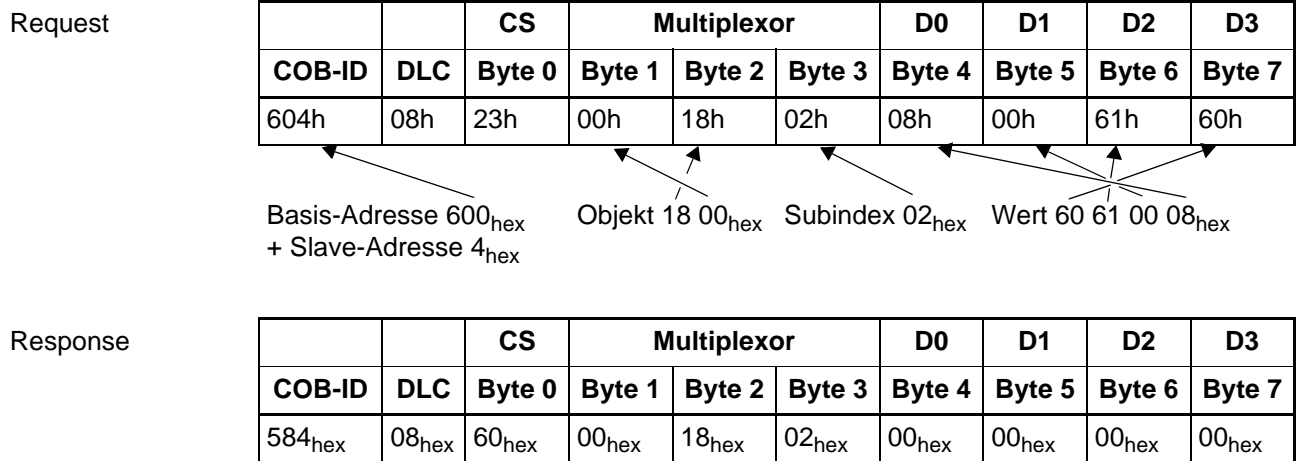 Request
CS Multiplexor D0 D1 D2 D3
COB-ID DLC Byte 0 Byte 1 Byte 2 Byte 3 Byte 4 Byte 5 Byte 6 Byte 7
604h 08h 23h 00h 18h 02h 08h 00h 61h 60h
Basis-Adresse 600hex Objekt 18 00hex Subindex 02hex Wert 60 61 00 08hex
+ Slave-Adresse 4hex
Response
CS Multiplexor D0 D1 D2 D3
COB-ID DLC Byte 0 Byte 1 Byte 2 Byte 3 Byte 4 Byte 5 Byte 6 Byte 7
584hex 08hex 60hex 00hex 18hex 02hex 00hex 00hex 00hex 00hex